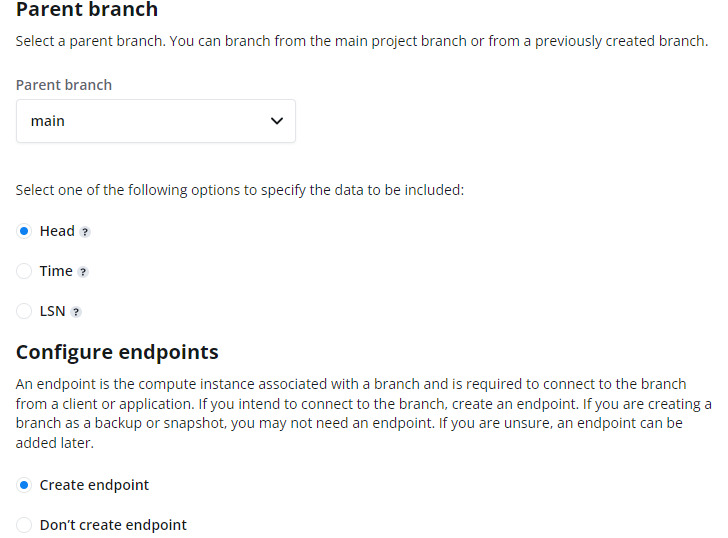 Parent branch
Select a parent branch. You can branch from the main project branch or from a previously created branch.
Parent branch
main
Select one of the following options to specify the data to be included:
Head ?
Time ?
LSN ?
Configure endpoints
An endpoint is the compute instance associated with a branch and is required to connect to the branch
from a client or application. If you intend to connect to the branch, create an endpoint. If you are creating a
branch as a backup or snapshot, you may not need an endpoint. If you are unsure, an endpoint can be
added later.
Create endpoint
Don't create endpoint